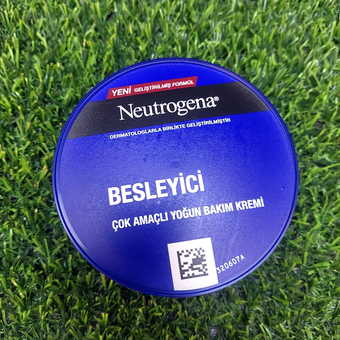 YENİ GELİŞTİRİLMİŞ FORMÜL
Neutrogena®
DERMATOLOGLARLA BİRLİKTE GELİŞTİRİLMİŞTİR
BESLEYİCİ
ÇOK AMAÇLI YOĞUN BAKIM KREMİ
320607A